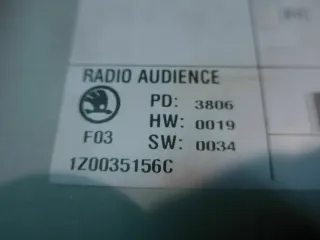 RADIO AUDIENCE
PD: 3806
HW: 0019
F03 SW: 0034
1Z0035156C